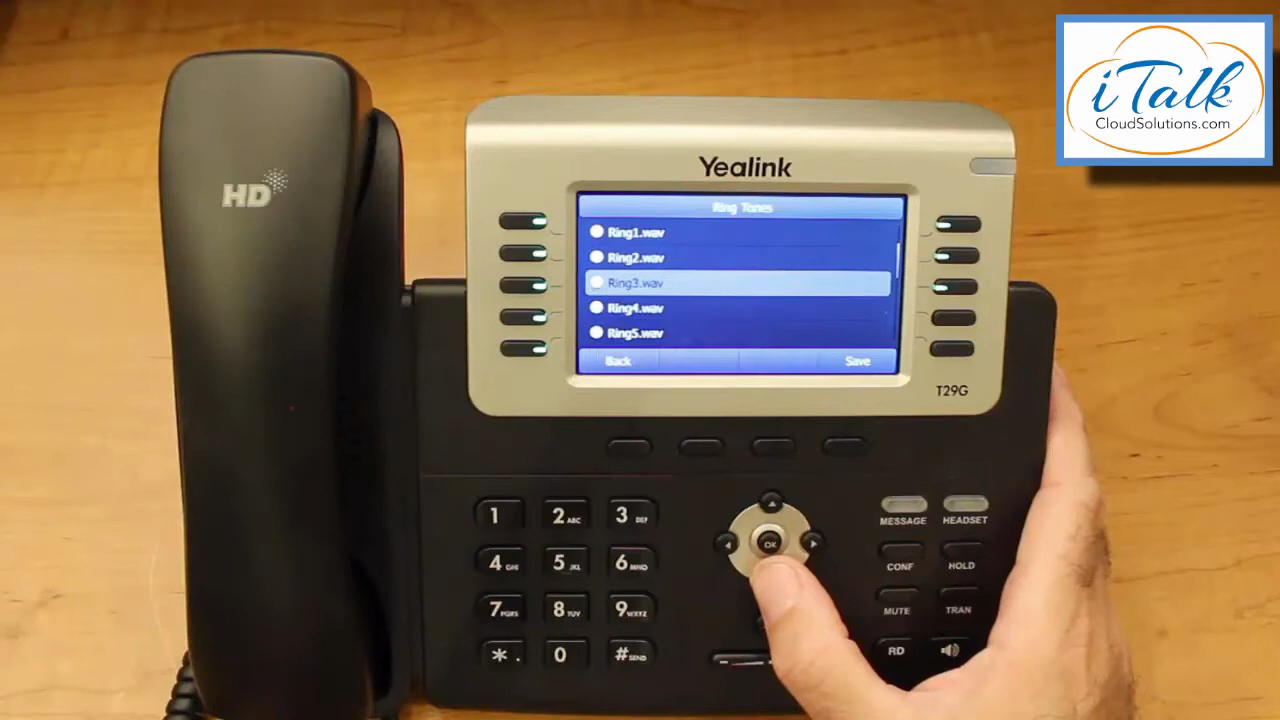 iTalk
CloudSolutions.com
HD
Yealink
Ring Tones
Ring1.wav
Ring2.wav
Ring3.wav
Ring4.wav
Ring5.wav
Back Save
T29G
1 2 ABC 3 DEF
MESSAGE HEADSET
4 GHI 5 JKL 6 MNO
OK
CONF HOLD
7 PQRS 8 TUV 9 WXYZ
MUTE TRAN
* . 0 # SEND
RD